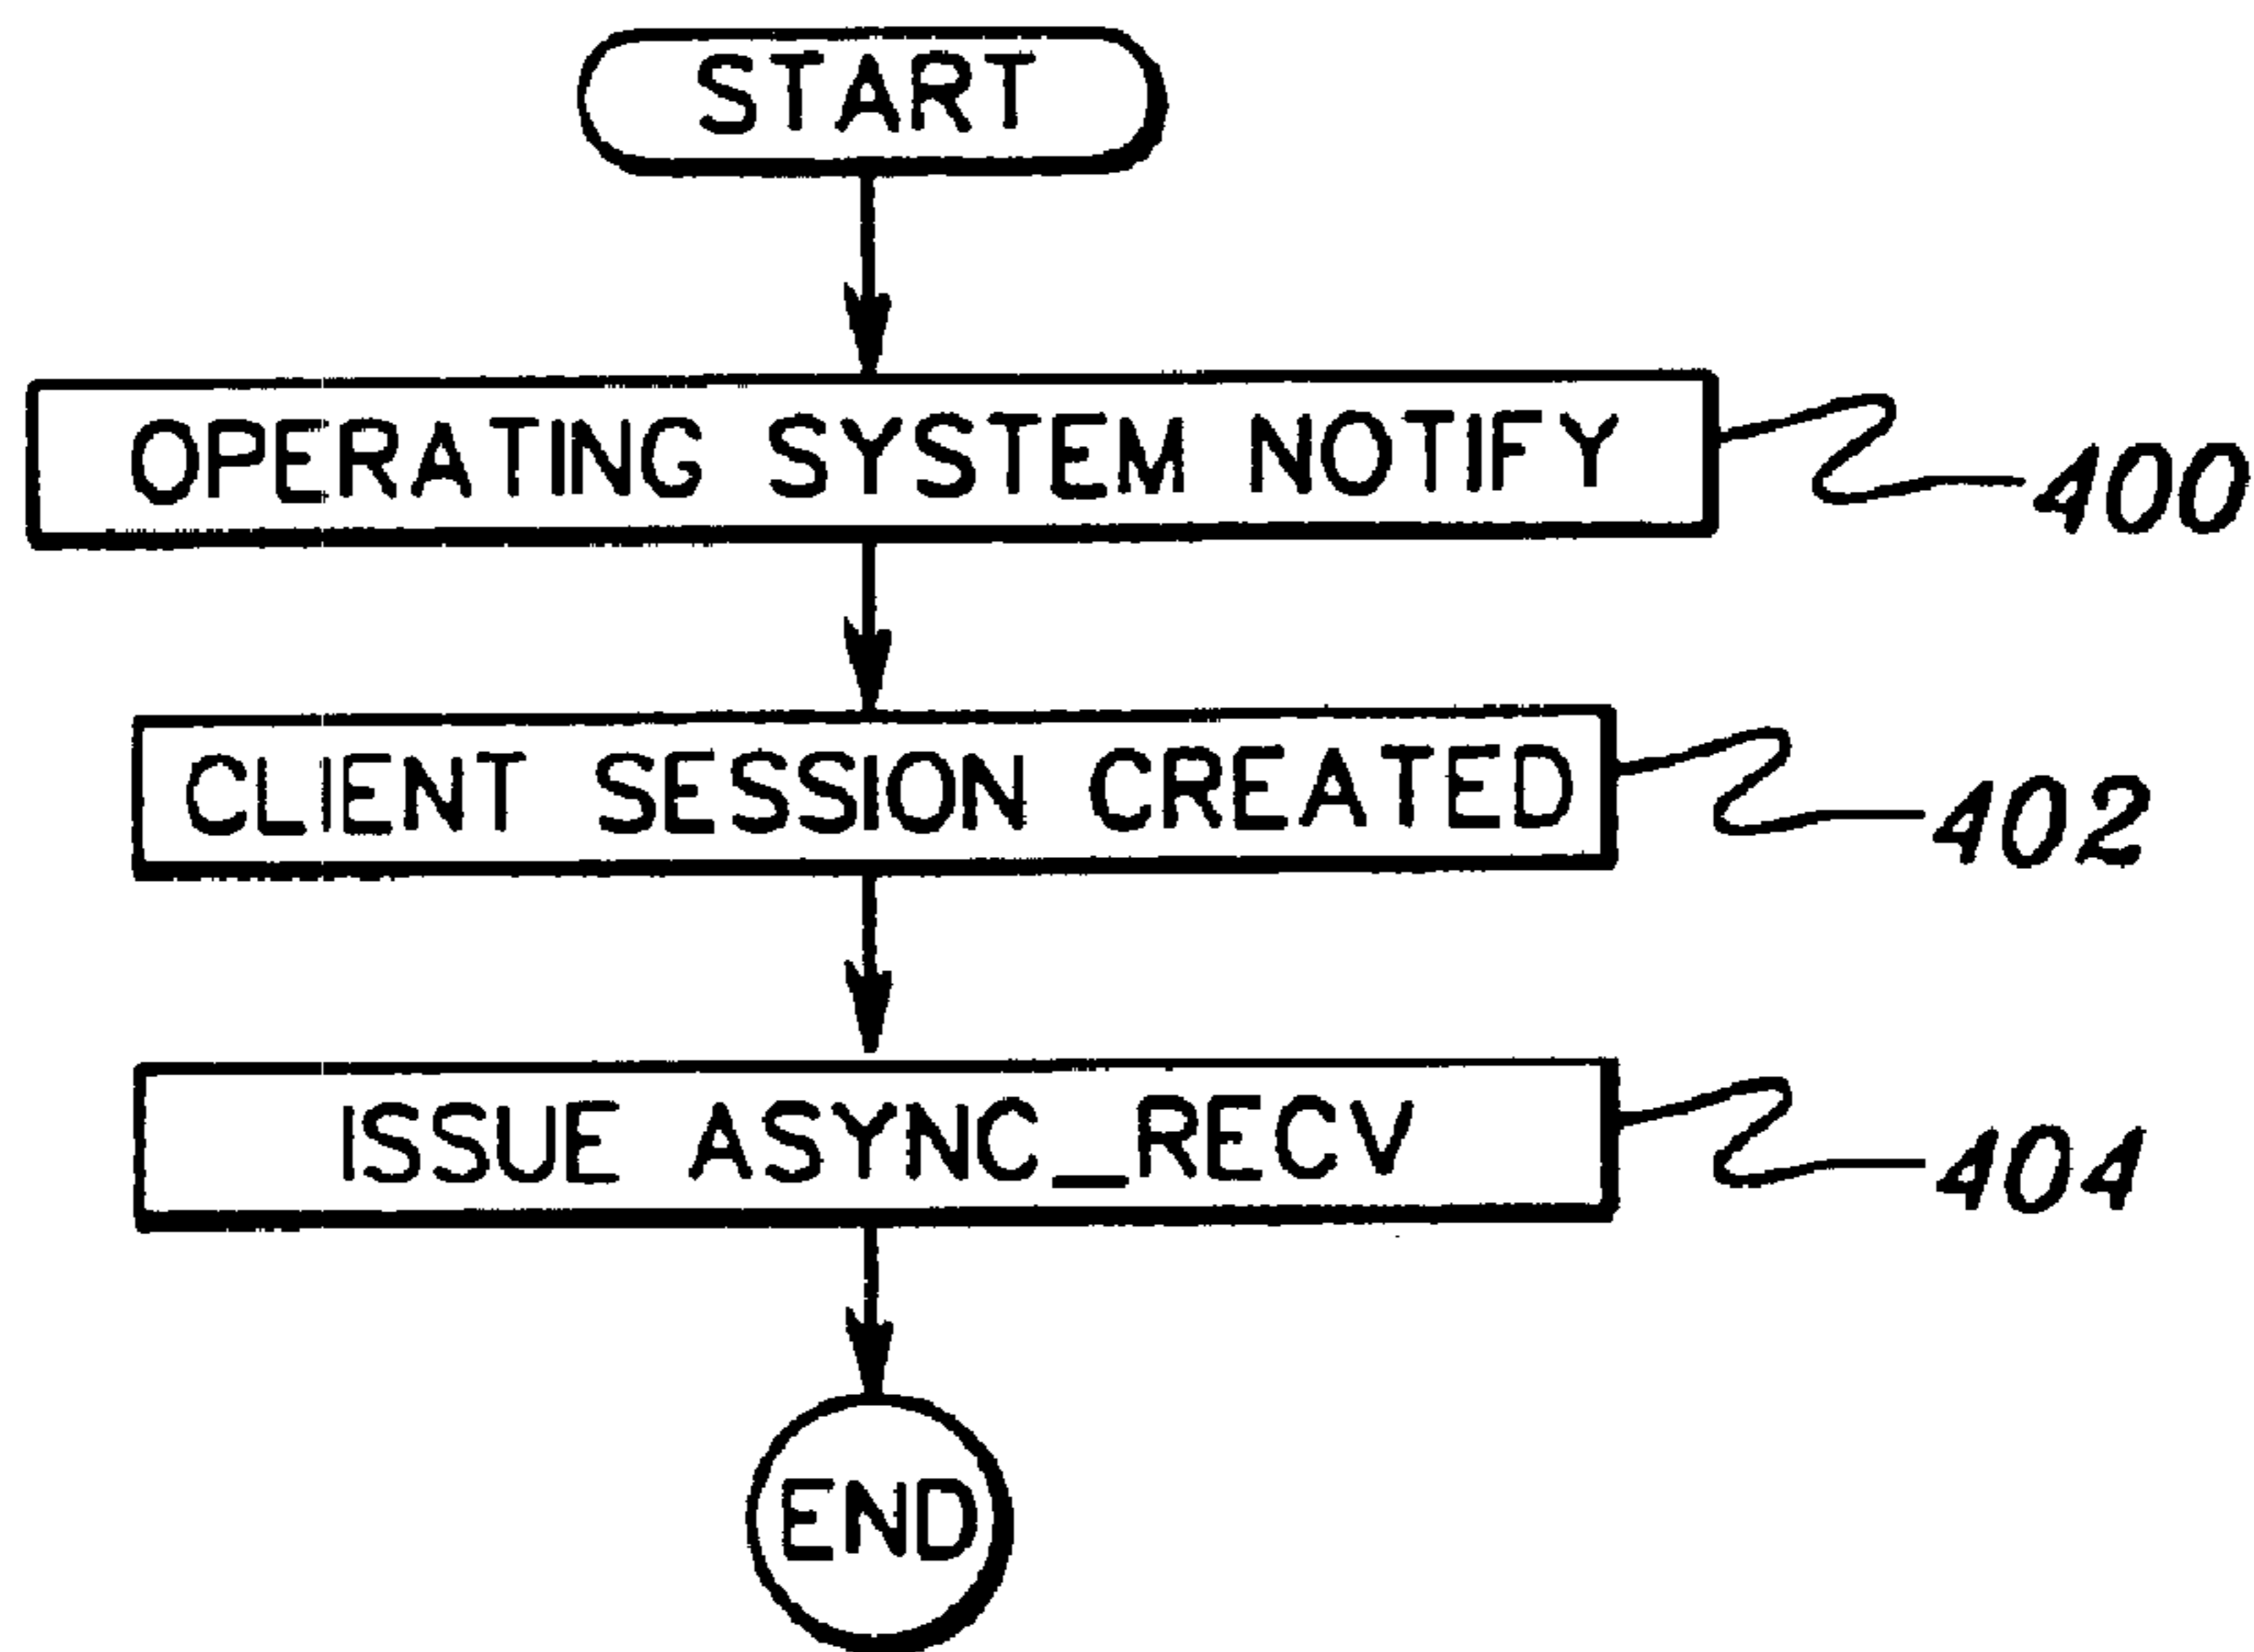 START
OPERATING SYSTEM NOTIFY
400
CLIENT SESSION CREATED
402
ISSUE ASYNC_RECV
404
END